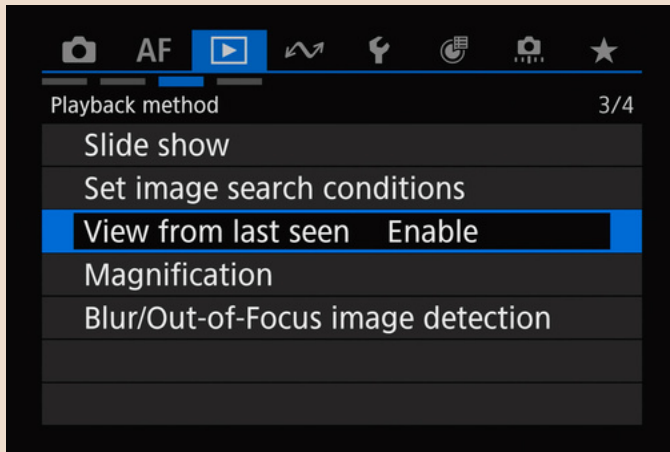 AF
Playback method 3/4
Slide show
Set image search conditions
View from last seen Enable
Magnification
Blur/Out-of-Focus image detection